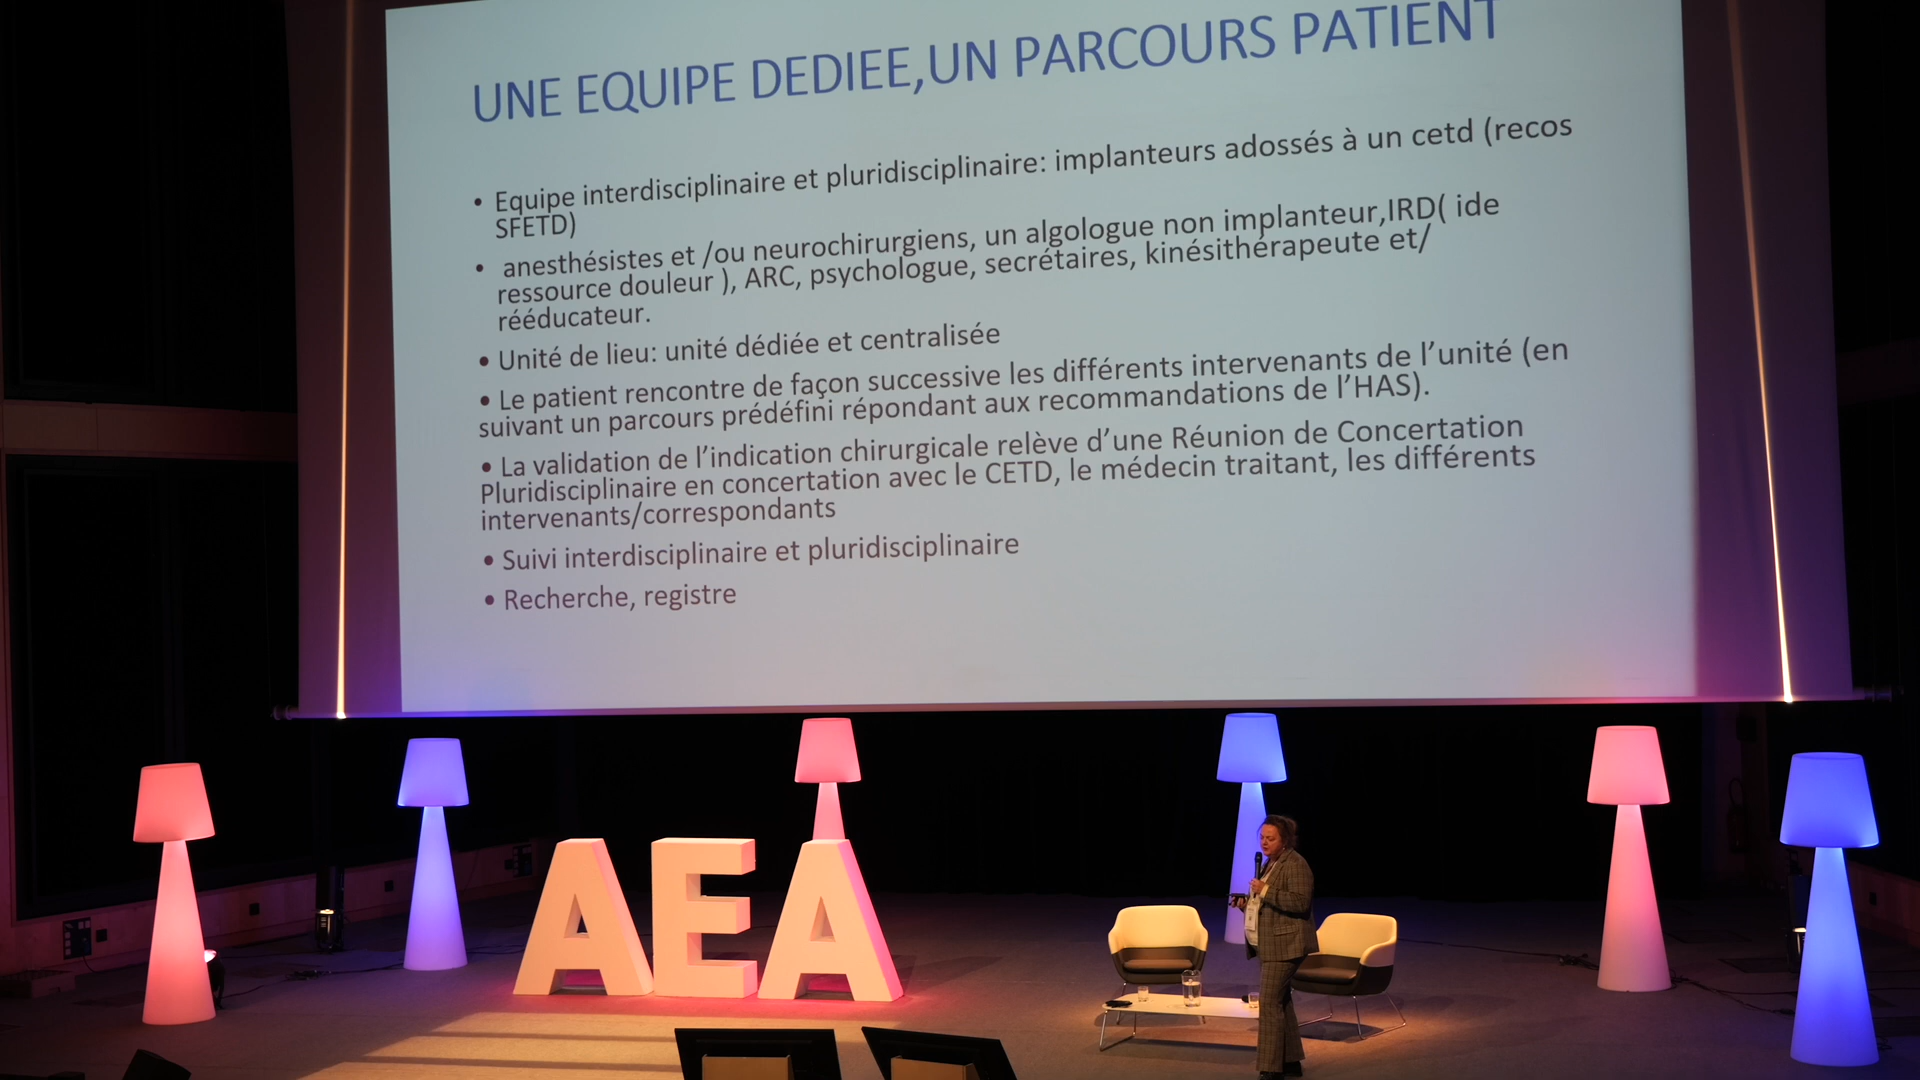 UNE EQUIPE DEDIEE,UN PARCOURS PATIENT
• Equipe interdisciplinaire et pluridisciplinaire: implanteurs adossés à un cetd (recos
SFETD)
• anesthésistes et /ou neurochirurgiens, un algologue non implanteur,IRD( ide
ressource douleur ), ARC, psychologue, secrétaires, kinésithérapeute et/
rééducateur.
• Unité de lieu: unité dédiée et centralisée
• Le patient rencontre de façon successive les différents intervenants de l’unité (en
suivant un parcours prédéfini répondant aux recommandations de l’HAS).
• La validation de l’indication chirurgicale relève d’une Réunion de Concertation
Pluridisciplinaire en concertation avec le CETD, le médecin traitant, les différents
intervenants/correspondants
• Suivi interdisciplinaire et pluridisciplinaire
• Recherche, registre
AEA